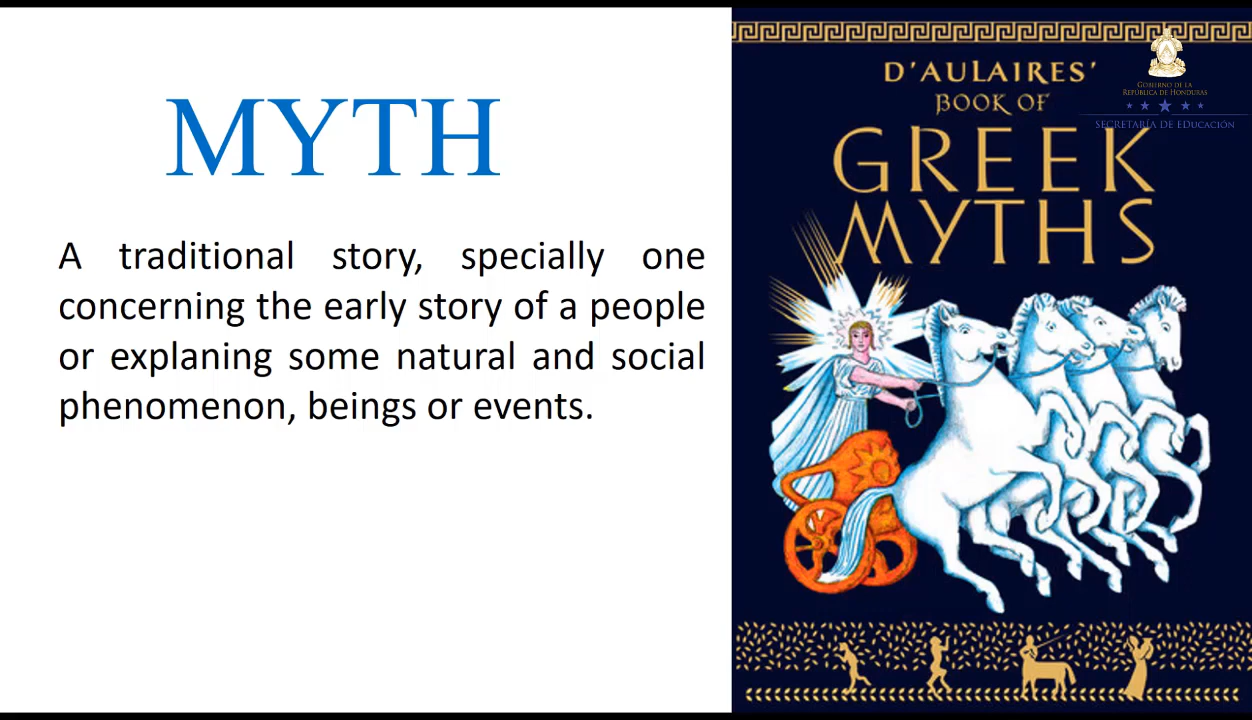 MYTH
A traditional story, specially one
concerning the early story of a people
or explaning some natural and social
phenomenon, beings or events.
D'AULAIRES'
BOOK OF
GREEK
MYTHS
GOBIERNO DE LA
REPÚBLICA DE HONDURAS
SECRETARÍA DE EDUCACIÓN